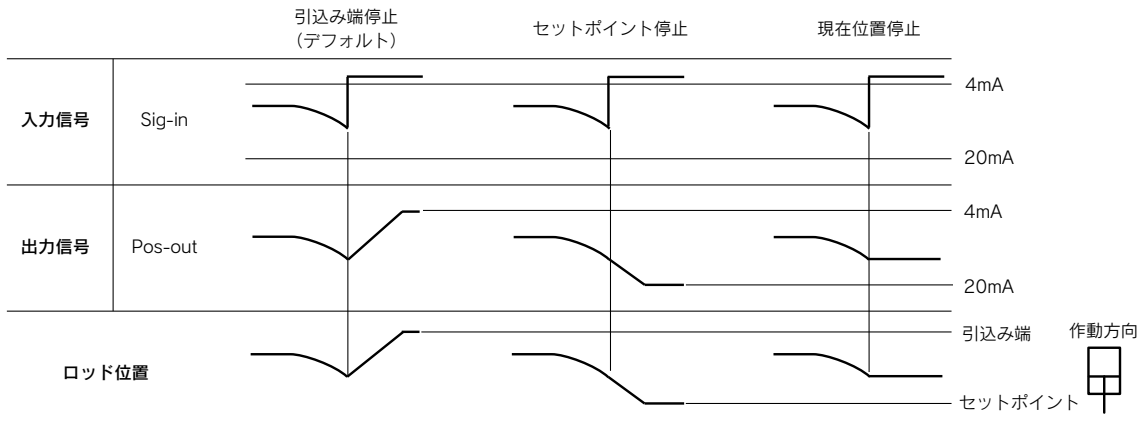 引込み端停止
（デフォルト）
セットポイント停止
現在位置停止
入力信号
Sig-in
4mA
20mA
出力信号
Pos-out
4mA
20mA
ロッド位置
引込み端
作動方向
セットポイント